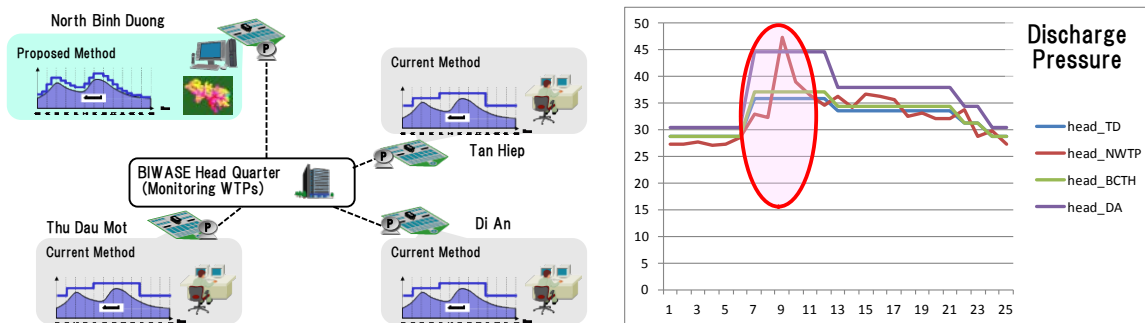 North Binh Duong
P
Proposed Method
Current Method
P
Tan Hiep
BIWASE Head Quarter
(Monitoring WTPs)
Thu Dau Mot
P
Di An
P
Current Method
Current Method
Discharge
Pressure
50
45
40
35
30
25
20
15
10
5
0
1 3 5 7 9 11 13 15 17 19 21 23 25
head_TD
head_NWTP
head_BCTH
head_DA